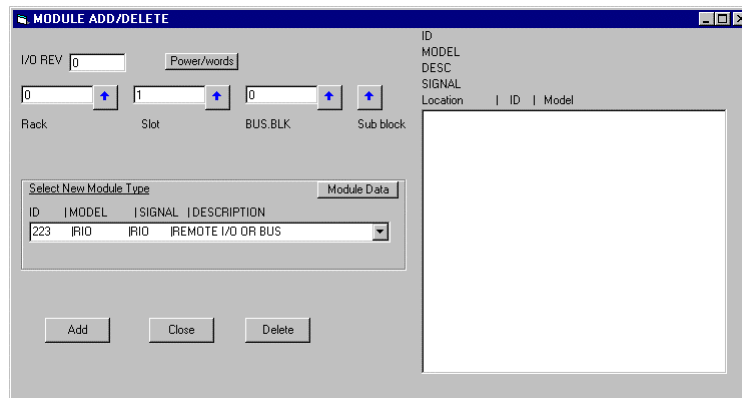 MODULE ADD/DELETE
I/O REV 0 Power/words
0 1 0
Rack Slot BUS.BLK Sub block
Select New Module Type Module Data
ID |MODEL |SIGNAL |DESCRIPTION
223 |RIO |RIO |REMOTE I/O OR BUS
Add Close Delete
ID
MODEL
DESC
SIGNAL
Location | ID | Model